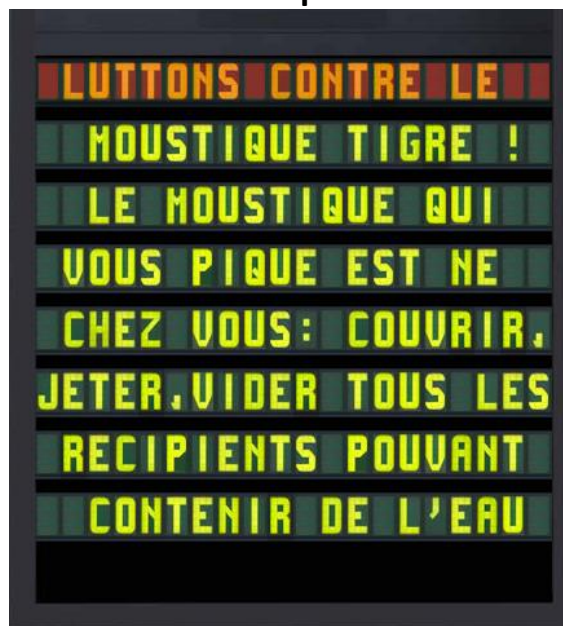 LUTTONS CONTRE LE
MOUSTIQUE TIGRE !
LE MOUSTIQUE QUI
VOUS PIQUE EST NE
CHEZ VOUS: COUVRIR,
JETER,VIDER TOUS LES
RECIPIENTS POUVANT
CONTENIR DE L'EAU